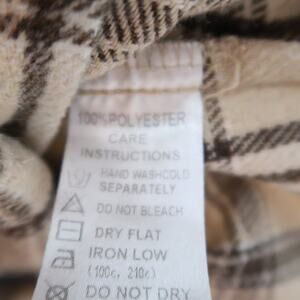 100%POLYESTER
CARE
INSTRUCTIONS
HAND WASHCOLD
SEPARATELY
DO NOT BLEACH
DRY FLAT
IRON LOW
(100c, 210c)
DO NOT DRY